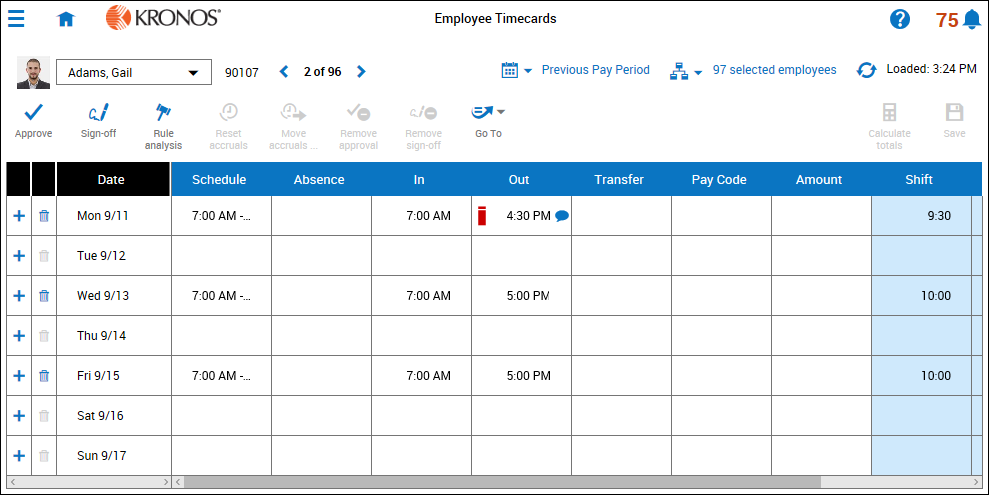 KRONOS®
Employee Timecards
75
Adams, Gail
90107
2 of 96
Previous Pay Period
97 selected employees
Loaded: 3:24 PM
Approve
Sign-off
Rule
analysis
Reset
accruals
Move
accruals ...
Remove
approval
Remove
sign-off
Go To
Calculate
totals
Save
Date Schedule Absence In Out Transfer Pay Code Amount Shift
Mon 9/11 7:00 AM -... 7:00 AM 4:30 PM 9:30
Tue 9/12
Wed 9/13 7:00 AM -... 7:00 AM 5:00 PM 10:00
Thu 9/14
Fri 9/15 7:00 AM -... 7:00 AM 5:00 PM 10:00
Sat 9/16
Sun 9/17